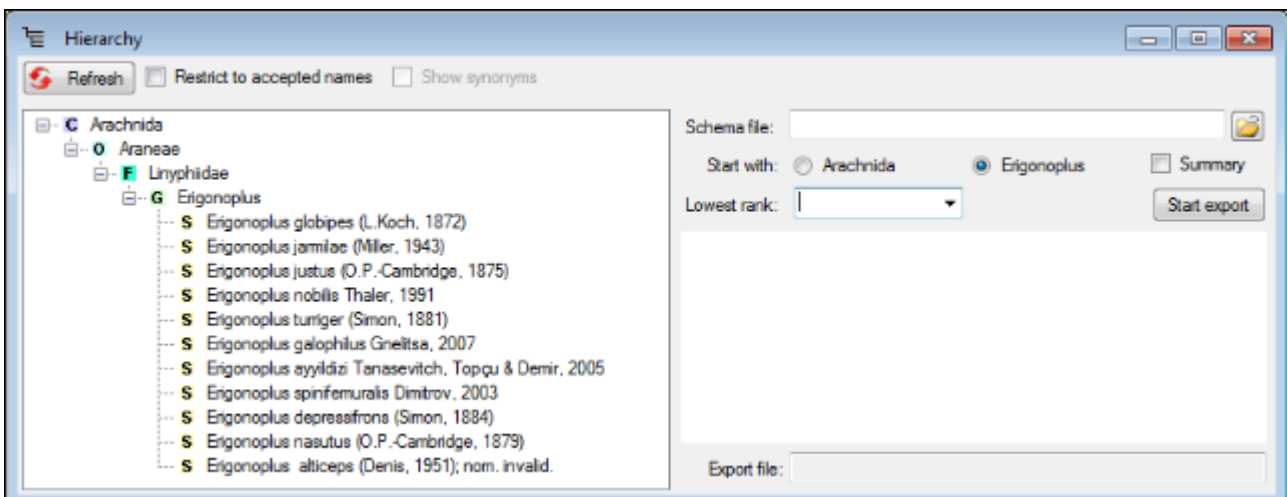 Hierarchy
Refresh Restrict to accepted names Show synonyms
C Arachnida
O Araneae
F Linyphiidae
G Erigonoplus
S Erigonoplus globipes (L.Koch, 1872)
S Erigonoplus jarmilae (Miller, 1943)
S Erigonoplus justus (O.P.-Cambridge, 1875)
S Erigonoplus nobilis Thaler, 1991
S Erigonoplus turriger (Simon, 1881)
S Erigonoplus galophilus Gnelitsa, 2007
S Erigonoplus ayyildizi Tanasevitch, Topçu & Demir, 2005
S Erigonoplus spinifemuralis Dimitrov, 2003
S Erigonoplus depressifrons (Simon, 1884)
S Erigonoplus nasutus (O.P.-Cambridge, 1879)
S Erigonoplus alticeps (Denis, 1951); nom. invalid.
Schema file:
Start with: Arachnida Erigonoplus Summary
Lowest rank: Start export
Export file: